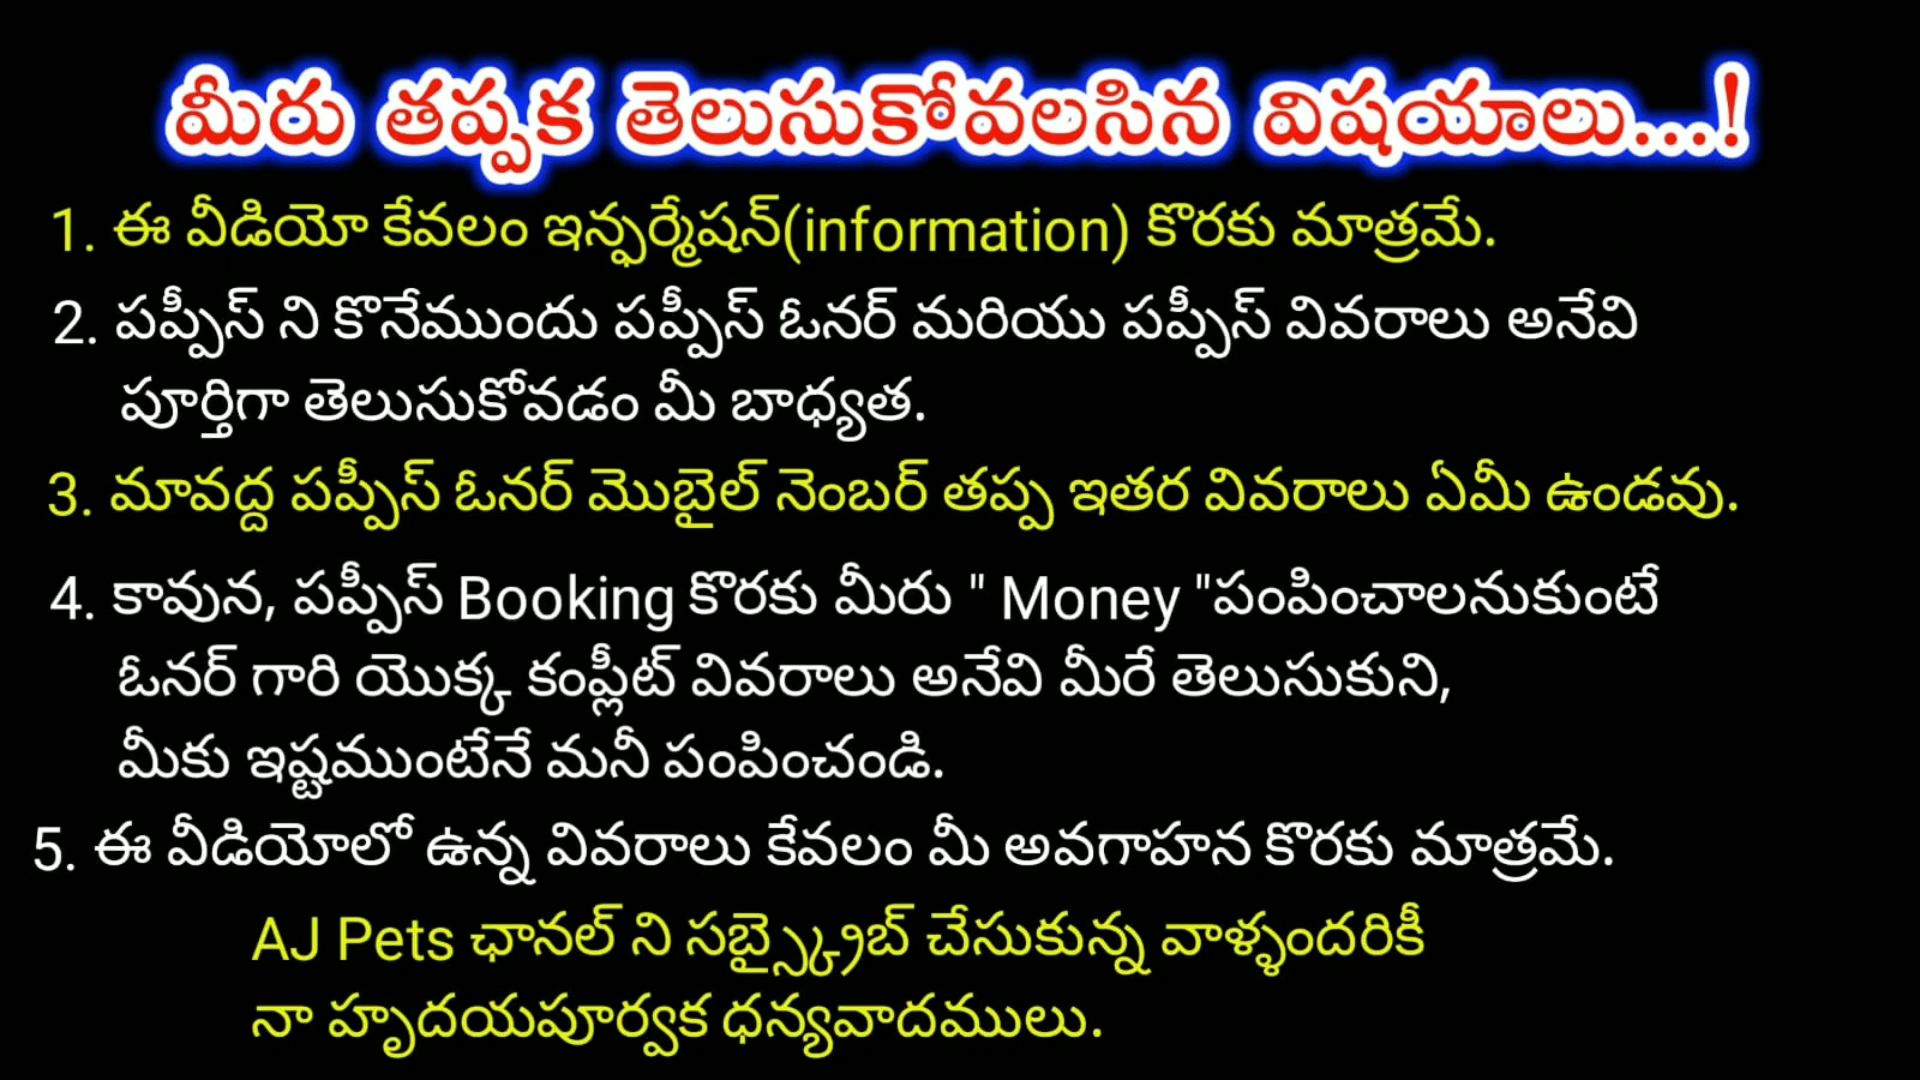 మీరు తప్పక తెలుసుకోవలసిన విషయాలు....!
1. ఈ వీడియో కేవలం ఇన్ఫర్మేషన్(information) కొరకు మాత్రమే.
2. పప్పీస్ ని కొనేముందు పప్పీస్ ఓనర్ మరియు పప్పీస్ వివరాలు అనేవి
పూర్తిగా తెలుసుకోవడం మీ బాధ్యత.
3. మావద్ద పప్పీస్ ఓనర్ మొబైల్ నెంబర్ తప్ప ఇతర వివరాలు ఏమీ ఉండవు.
4. కావున, పప్పీస్ Booking కొరకు మీరు " Money "పంపించాలనుకుంటే
ఓనర్ గారి యొక్క కంప్లీట్ వివరాలు అనేవి మీరే తెలుసుకుని,
మీకు ఇష్టముంటేనే మనీ పంపించండి.
5. ఈ వీడియోలో ఉన్న వివరాలు కేవలం మీ అవగాహన కొరకు మాత్రమే.
AJ Pets ఛానల్ ని సబ్స్క్రైబ్ చేసుకున్న వాళ్ళందరికీ
నా హృదయపూర్వక ధన్యవాదములు.